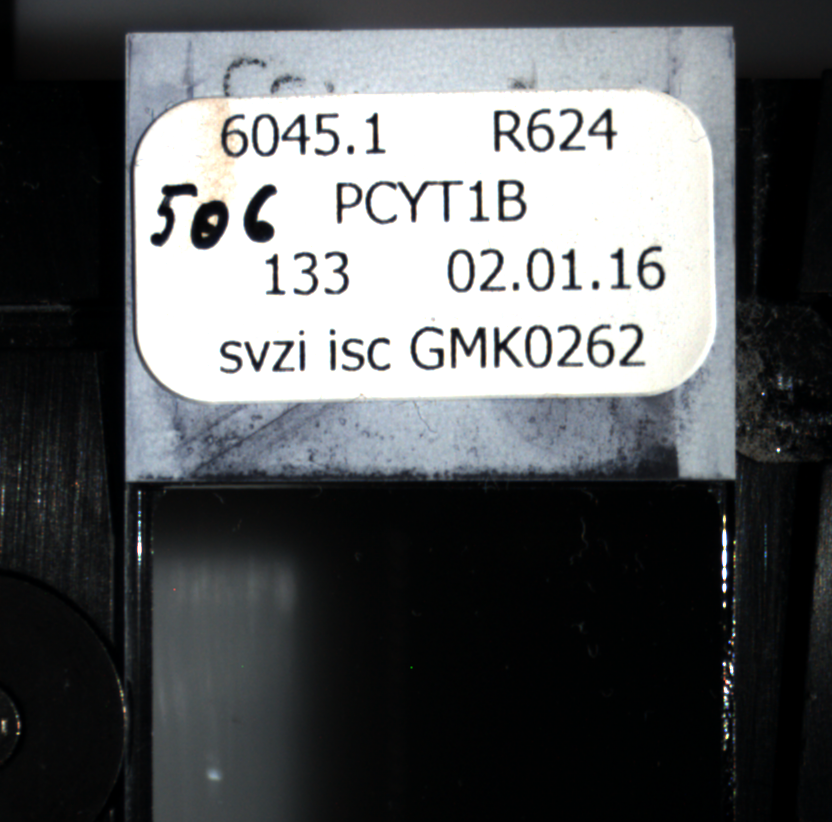 6045.1 R624
506 PCYT1B
133 02.01.16
svzi isc GMK0262